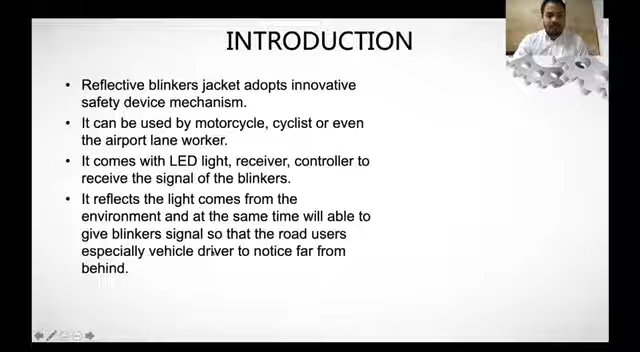 INTRODUCTION
• Reflective blinkers jacket adopts innovative
safety device mechanism.
• It can be used by motorcycle, cyclist or even
the airport lane worker.
• It comes with LED light, receiver, controller to
receive the signal of the blinkers.
• It reflects the light comes from the
environment and at the same time will able to
give blinkers signal so that the road users
especially vehicle driver to notice far from
behind.